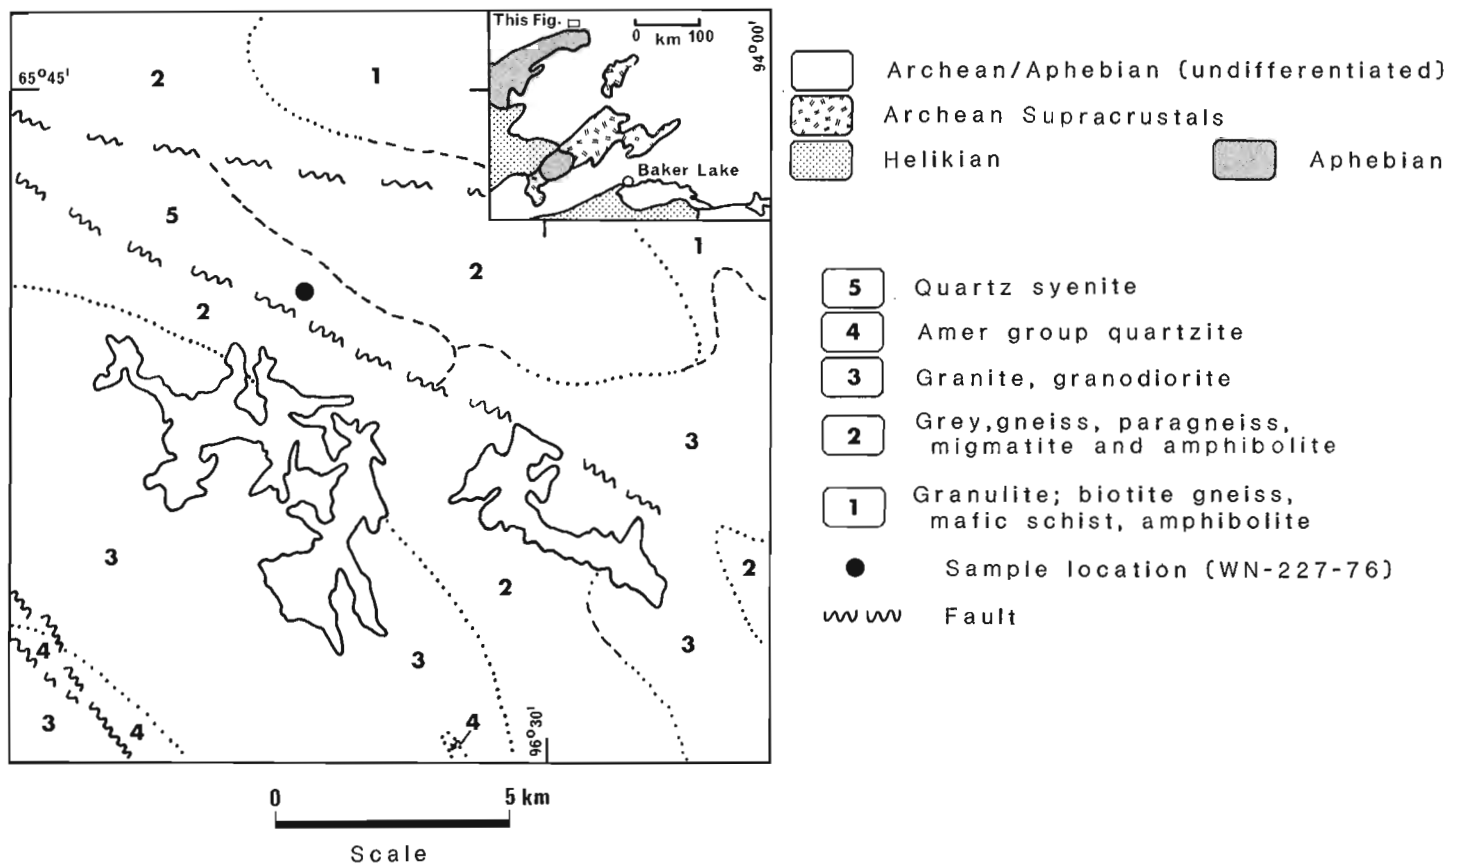 This Fig.
0 km 100
94°00'
65°45'
2
1
Baker Lake
5
2
1
2
3
3
2
2
3
3
4
3
4
4
96°30'
0 5 km
Scale
Archean/Aphebian (undifferentiated)
Archean Supracrustals
Helikian
Aphebian
5 Quartz syenite
4 Amer group quartzite
3 Granite, granodiorite
2 Grey,gneiss, paragneiss,
migmatite and amphibolite
1 Granulite; biotite gneiss,
mafic schist, amphibolite
Sample location (WN-227-76)
Fault